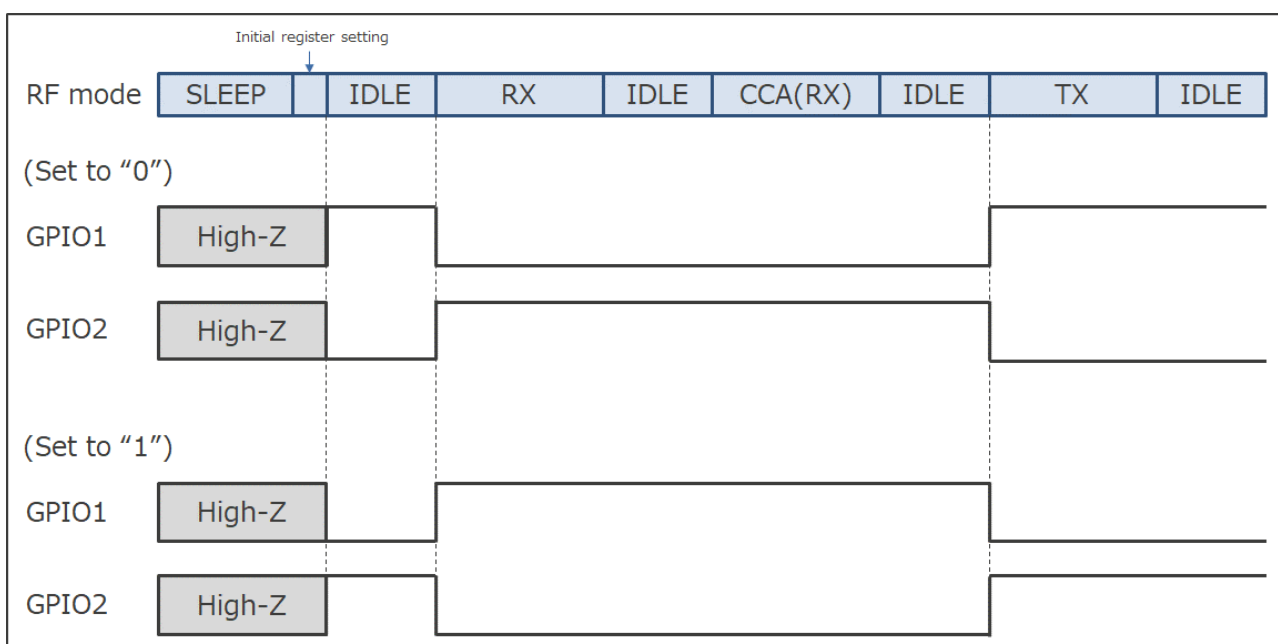 Initial register setting
RF mode SLEEP IDLE RX IDLE CCA(RX) IDLE TX IDLE
(Set to “0”)
GPIO1 High-Z
GPIO2 High-Z
(Set to “1”)
GPIO1 High-Z
GPIO2 High-Z